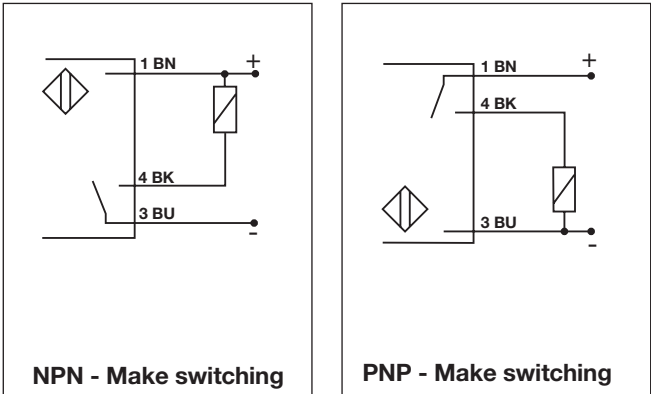 1 BN
+
4 BK
3 BU
-
NPN - Make switching
1 BN
+
4 BK
3 BU
-
PNP - Make switching